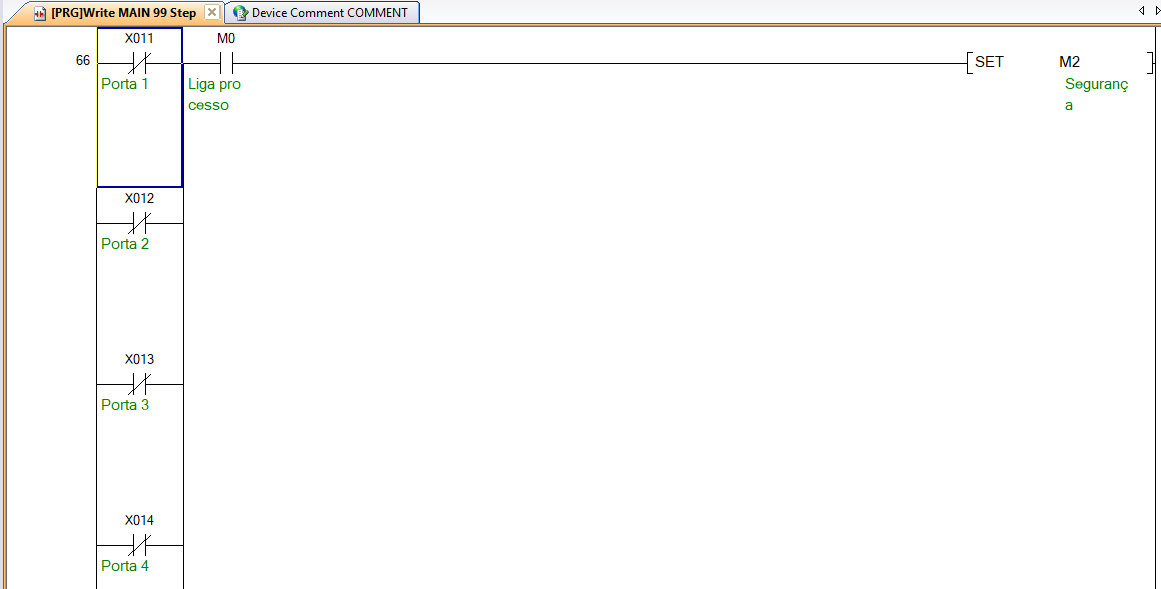 [PRG]Write MAIN 99 Step
Device Comment COMMENT
X011 M0
66 SET M2
Porta 1 Liga pro Seguranç
cesso a
X012
Porta 2
X013
Porta 3
X014
Porta 4